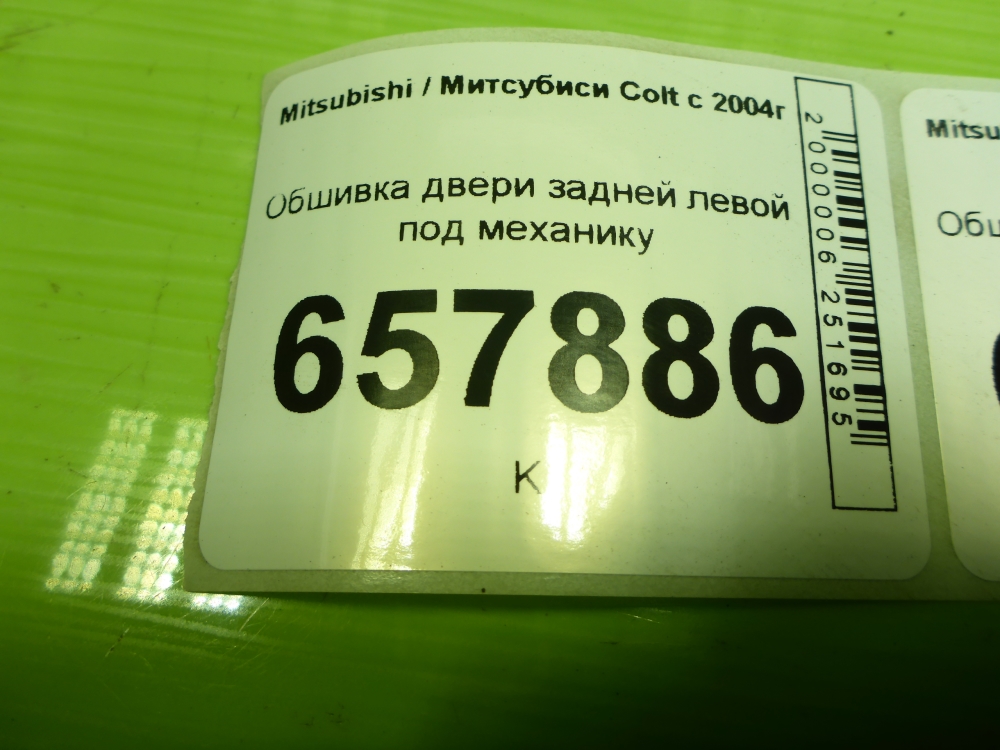 Mitsubishi / Митсубиси Colt с 2004г
Обшивка двери задней левой
под механику
657886
К
2000006251695
Mitsu
Обш